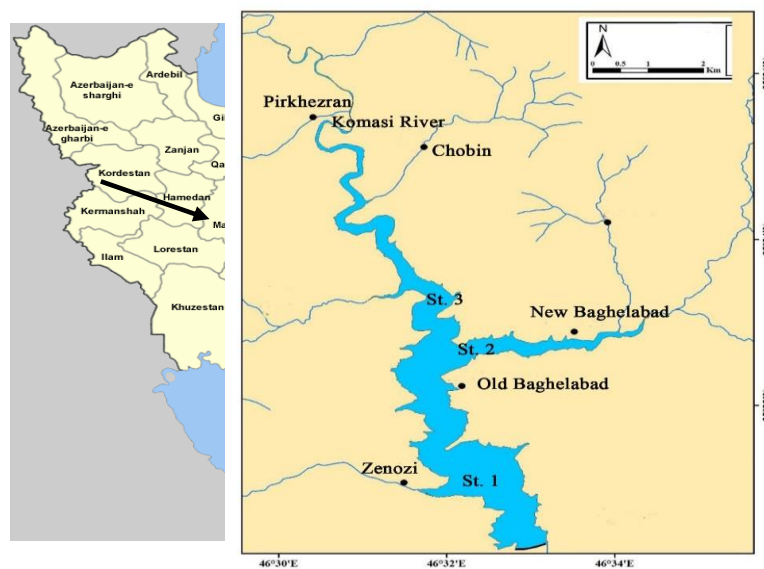 Ardebil
Azerbaijan-e
sharghi
Azerbaijan-e
gharbi
Gi
Zanjan
Qa
Kordestan
Hamedan
Kermanshah
Ma
Lorestan
Ilam
Khuzestan
N
0 0.5 1 2
Km
Pirkhezran
Komasi River
Chobin
St. 3
New Baghelabad
St. 2
Old Baghelabad
Zenozi
St. 1
46°30'E 46°32'E 46°34'E